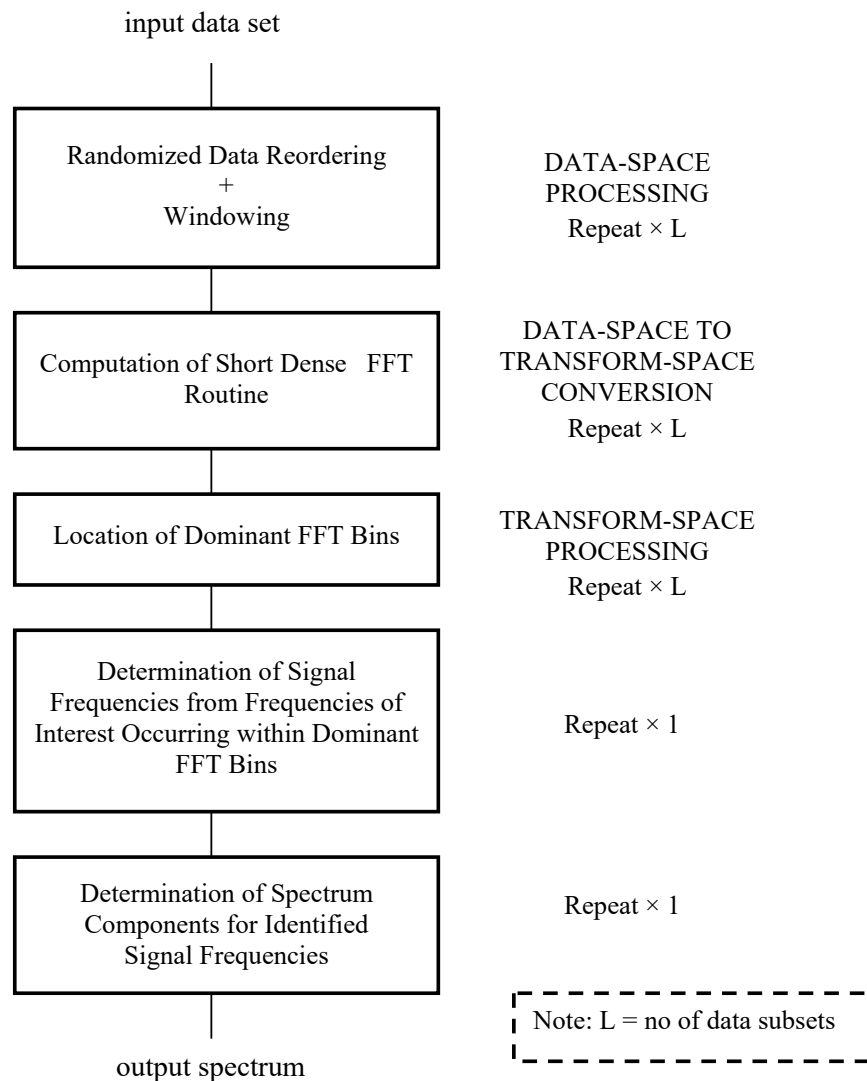 input data set
Randomized Data Reordering
+
Windowing
DATA-SPACE
PROCESSING
Repeat × L
Computation of Short Dense FFT
Routine
DATA-SPACE TO
TRANSFORM-SPACE
CONVERSION
Repeat × L
Location of Dominant FFT Bins
TRANSFORM-SPACE
PROCESSING
Repeat × L
Determination of Signal
Frequencies from Frequencies of
Interest Occurring within Dominant
FFT Bins
Repeat × 1
Determination of Spectrum
Components for Identified
Signal Frequencies
Repeat × 1
Note: L = no of data subsets
output spectrum